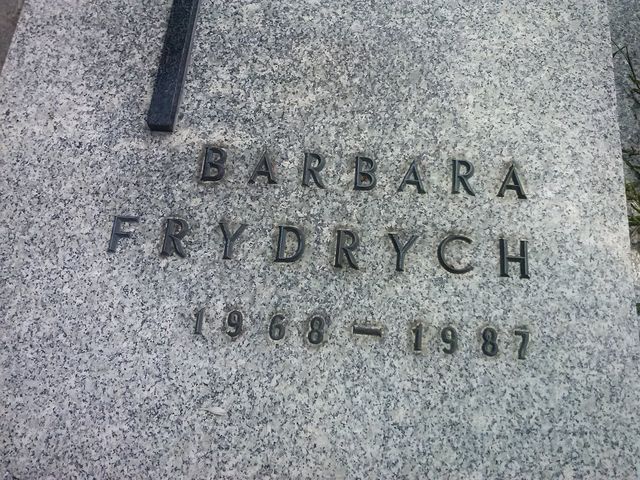 BARBARA
FRYDRYCH
1968 – 1987